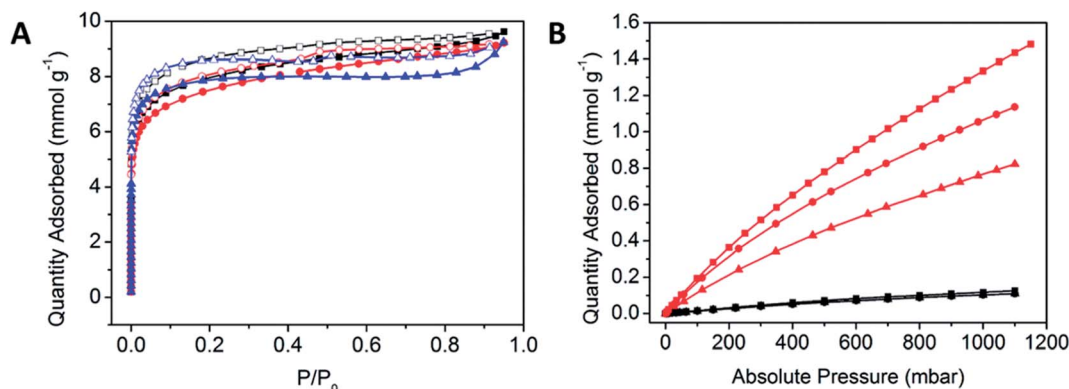 A
Quantity Adsorbed (mmol g⁻¹)
10
8
6
4
2
0
0.0 0.2 0.4 0.6 0.8 1.0
P/P₀
B
Quantity Adsorbed (mmol g⁻¹)
1.6
1.4
1.2
1.0
0.8
0.6
0.4
0.2
0.0
0 200 400 600 800 1000 1200
Absolute Pressure (mbar)